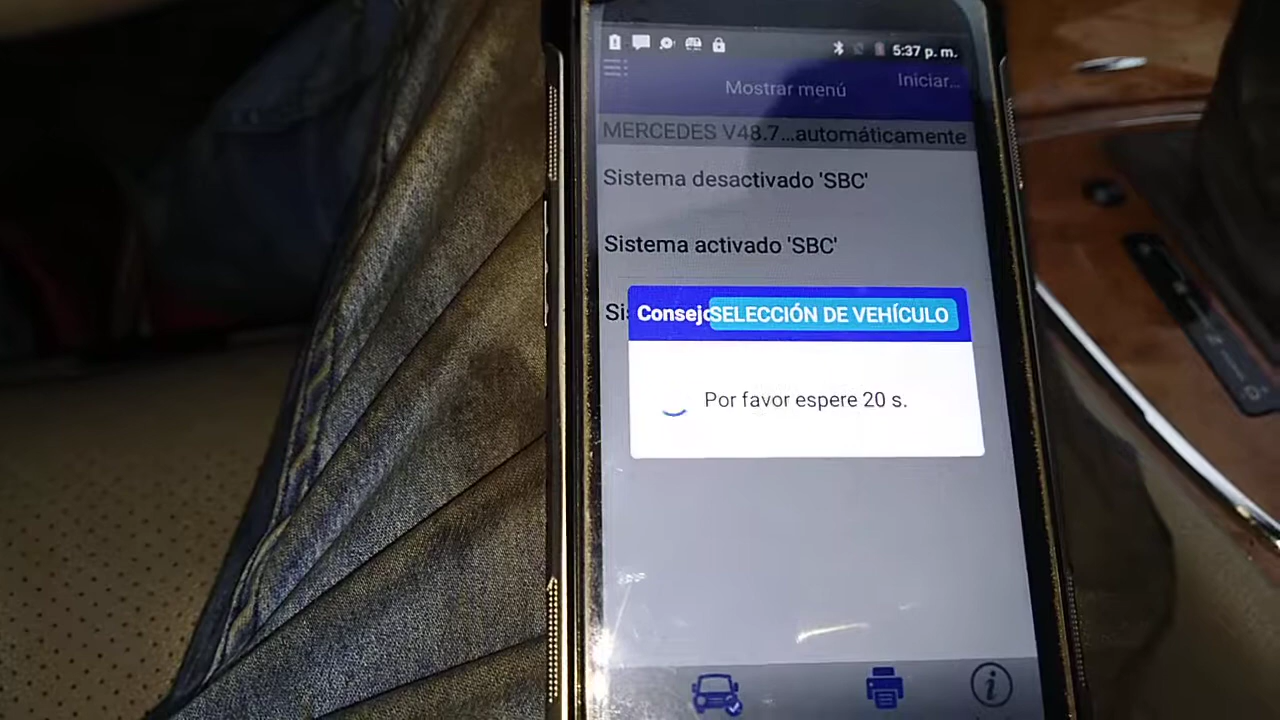 5:37 p. m.
Mostrar menú
Iniciar...
MERCEDES V48.7...automáticamente
Sistema desactivado 'SBC'
Sistema activado 'SBC'
Si
Consejo
SELECCIÓN DE VEHÍCULO
Por favor espere 20 s.